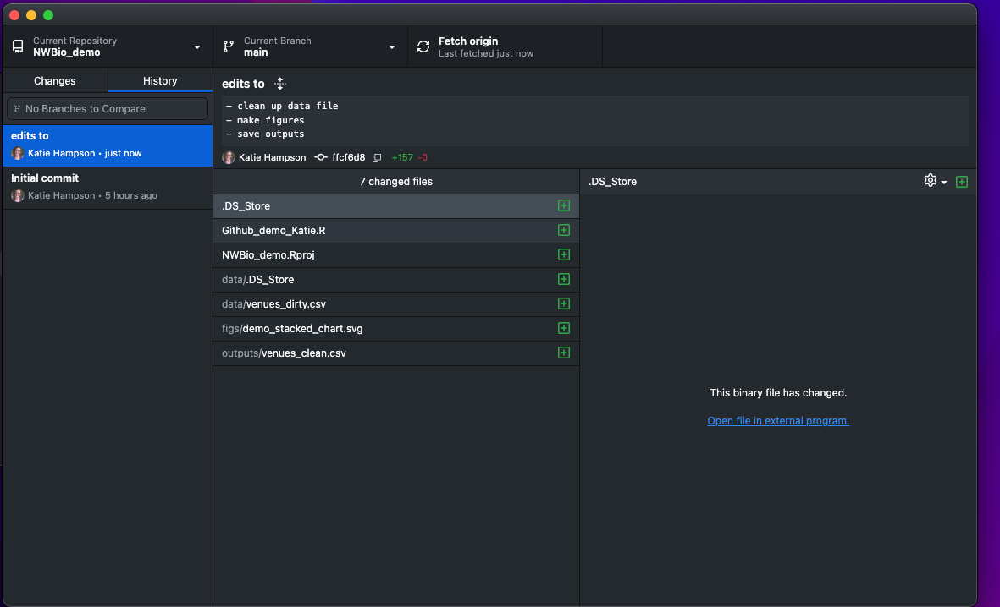 Current Repository
NWBio_demo
Current Branch
main
Fetch origin
Last fetched just now
Changes
History
No Branches to Compare
edits to
Katie Hampson • just now
Initial commit
Katie Hampson • 5 hours ago
edits to
- clean up data file
- make figures
- save outputs
Katie Hampson ffcf6d8 +157 -0
7 changed files
.DS_Store
Github_demo_Katie.R
NWBio_demo.Rproj
data/.DS_Store
data/venues_dirty.csv
figs/demo_stacked_chart.svg
outputs/venues_clean.csv
.DS_Store
This binary file has changed.
Open file in external program.